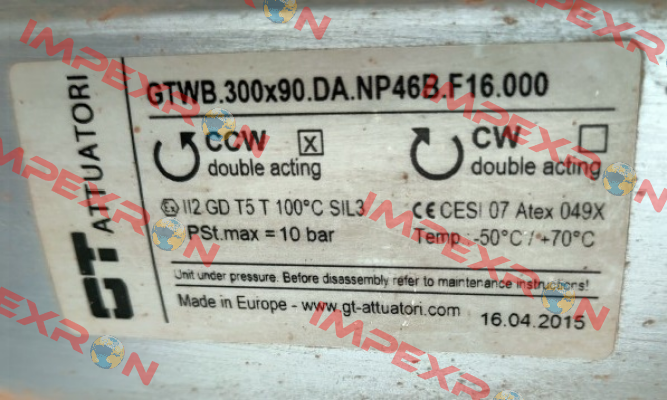 GT ATTUATORI
GTWB.300x90.DA.NP46B.F16.000
CCW X
double acting
CW
double acting
Ex II2 GD T5 T 100°C SIL3
CE CESI 07 Atex 049X
PSt.max = 10 bar
Temp. -50°C / +70°C
Unit under pressure. Before disassembly refer to maintenance instructions!
Made in Europe - www.gt-attuatori.com
16.04.2015
IMPEXRON